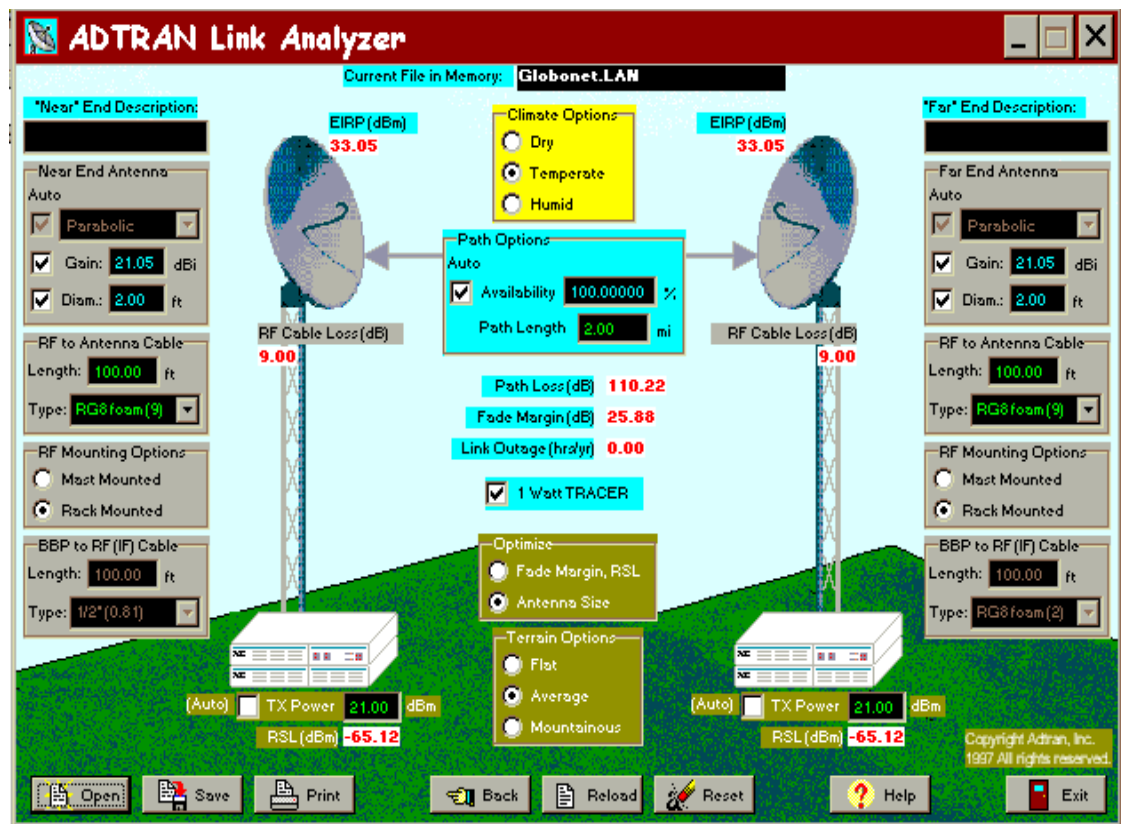 ADTRAN Link Analyzer
Current File in Memory: Globonet.LAN
"Near" End Description:
EIRP(dBm)
33.05
Near End Antenna
Auto
Parabolic
Gain: 21.05 dBi
Diam.: 2.00 ft
RF Cable Loss(dB)
9.00
RF to Antenna Cable
Length: 100.00 ft
Type: RG8foam(9)
RF Mounting Options
Mast Mounted
Rack Mounted
BBP to RF(IF) Cable
Length: 100.00 ft
Type: 1/2"(0.81)
(Auto) TX Power 21.00 dBm
RSL(dBm) -65.12
Climate Options
Dry
Temperate
Humid
Path Options
Auto
Availability 100.00000 %
Path Length 2.00 mi
Path Loss(dB) 110.22
Fade Margin(dB) 25.88
Link Outage(hrs/yr) 0.00
1 Watt TRACER
Optimize
Fade Margin, RSL
Antenna Size
Terrain Options
Flat
Average
Mountainous
"Far" End Description:
EIRP(dBm)
33.05
Far End Antenna
Auto
Parabolic
Gain: 21.05 dBi
Diam.: 2.00 ft
RF Cable Loss(dB)
9.00
RF to Antenna Cable
Length: 100.00 ft
Type: RG8foam(9)
RF Mounting Options
Mast Mounted
Rack Mounted
BBP to RF(IF) Cable
Length: 100.00 ft
Type: RG8foam(2)
(Auto) TX Power 21.00 dBm
RSL(dBm) -65.12
Copyright Adtran, Inc.
1997 All rights reserved.
Open
Save
Print
Back
Reload
Reset
Help
Exit